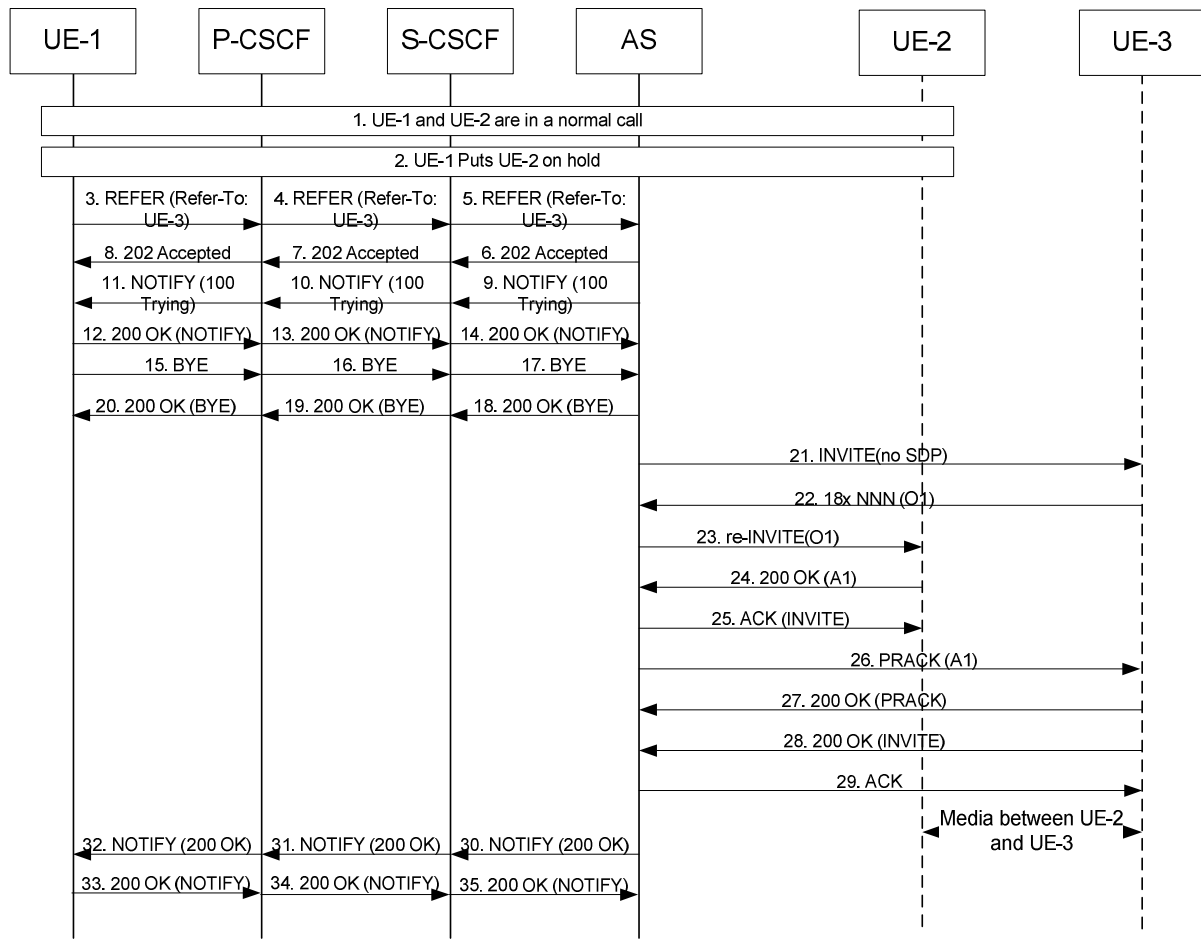 UE-1
P-CSCF
S-CSCF
AS
UE-2
UE-3
1. UE-1 and UE-2 are in a normal call
2. UE-1 Puts UE-2 on hold
3. REFER (Refer-To:
UE-3)
4. REFER (Refer-To:
UE-3)
5. REFER (Refer-To:
UE-3)
8. 202 Accepted
7. 202 Accepted
6. 202 Accepted
11. NOTIFY (100
Trying)
10. NOTIFY (100
Trying)
9. NOTIFY (100
Trying)
12. 200 OK (NOTIFY)
13. 200 OK (NOTIFY)
14. 200 OK (NOTIFY)
15. BYE
16. BYE
17. BYE
20. 200 OK (BYE)
19. 200 OK (BYE)
18. 200 OK (BYE)
21. INVITE(no SDP)
22. 18x NNN (O1)
23. re-INVITE(O1)
24. 200 OK (A1)
25. ACK (INVITE)
26. PRACK (A1)
27. 200 OK (PRACK)
28. 200 OK (INVITE)
29. ACK
Media between UE-2
and UE-3
32. NOTIFY (200 OK)
31. NOTIFY (200 OK)
30. NOTIFY (200 OK)
33. 200 OK (NOTIFY)
34. 200 OK (NOTIFY)
35. 200 OK (NOTIFY)